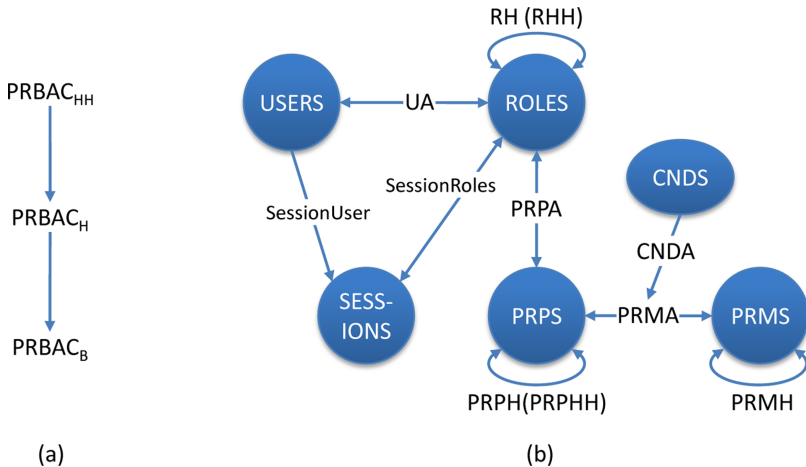 PRBAC_HH
PRBAC_H
PRBAC_B
(a)
RH (RHH)
USERS
UA
ROLES
CNDS
SessionRoles
SessionUser
PRPA
CNDA
SESS-
IONS
PRPS
PRMA
PRMS
PRPH(PRPHH)
PRMH
(b)